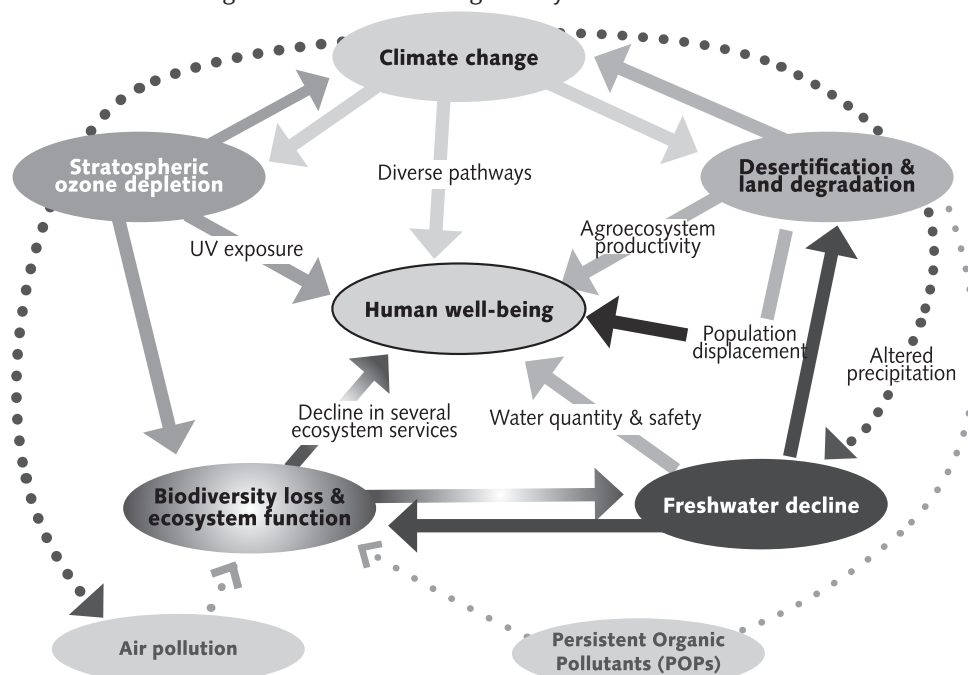 Climate change
Stratospheric
ozone depletion
Desertification &
land degradation
Diverse pathways
UV exposure
Agroecosystem
productivity
Human well-being
Population
displacement
Altered
precipitation
Decline in several
ecosystem services
Water quantity & safety
Biodiversity loss &
ecosystem function
Freshwater decline
Air pollution
Persistent Organic
Pollutants (POPs)